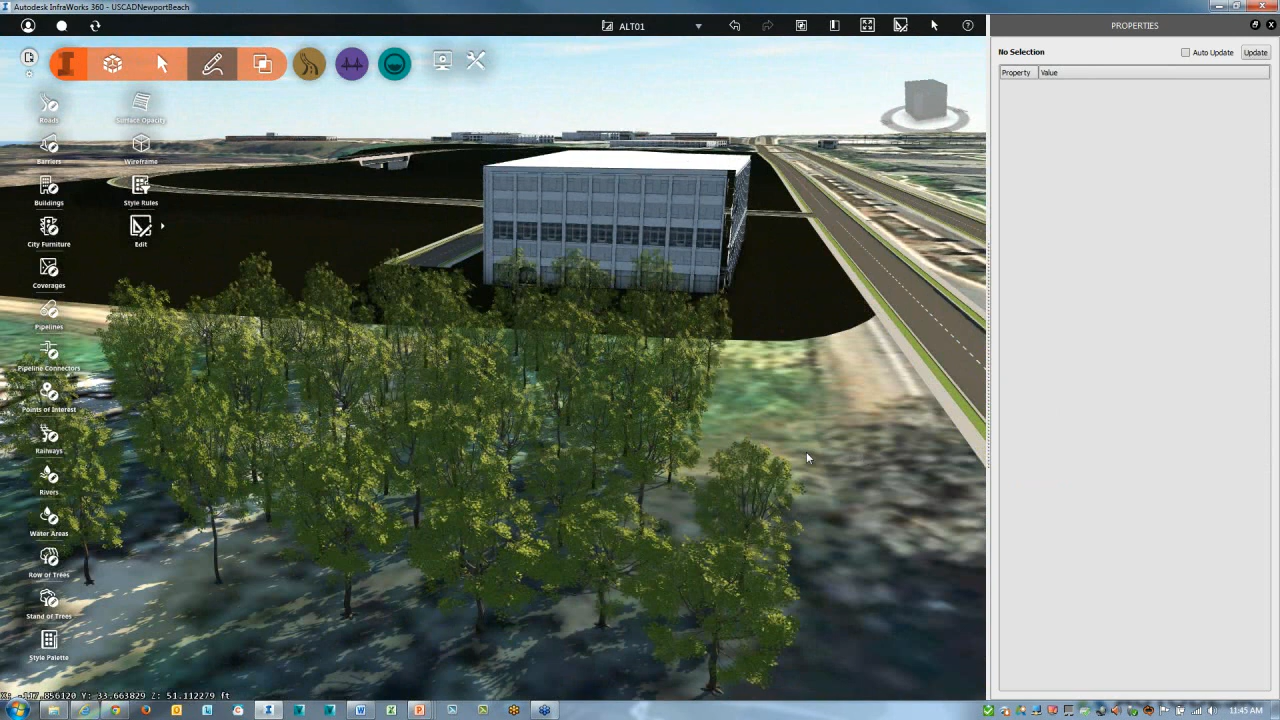 Autodesk InfraWorks 360 - USCADNewportBeach
ALT01
PROPERTIES
No Selection
Auto Update
Update
Property
Value
Roads
Surface Opacity
Barriers
Wireframe
Buildings
Style Rules
City Furniture
Edit
Coverages
Pipelines
Pipeline Connectors
Points of Interest
Railways
Rivers
Water Areas
Row of Trees
Stand of Trees
Style Palette
X: -117.856120 Y: 33.663829 Z: 51.112279 ft
11:45 AM